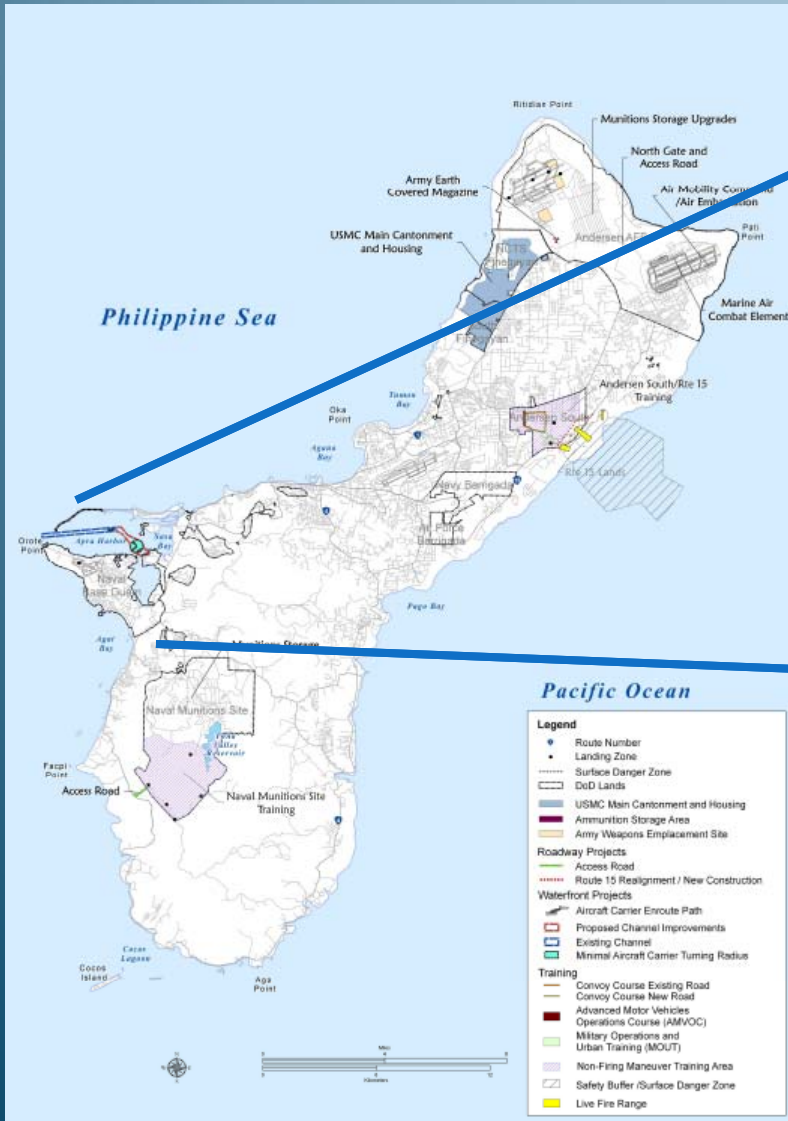 Ritidian Point
Munitions Storage Upgrades
North Gate and
Access Road
Army Earth
Covered Magazine
Air Mobility
USMC Main Cantonment
and Housing
Andersen
Pati
Point
Philippine Sea
Marine Air
Combat Element
Andersen South/Rte 15
Training
Tumon
Bay
Oka
Point
Andersen South
Agana
Bay
Rte 15 Lands
Navy Barrigada
Air Force
Barrigada
Orote
Point
Apra Harbor
Sasa
Bay
Naval
Base Guam
Pago Bay
Agat
Bay
Munitions Storage
Pacific Ocean
Naval Munitions Site
Valley
Reservoir
Facpi
Point
Access Road
Naval Munitions Site
Training
Legend
Route Number
Landing Zone
Surface Danger Zone
DoD Lands
USMC Main Cantonment and Housing
Ammunition Storage Area
Army Weapons Emplacement Site
Roadway Projects
Access Road
Route 15 Realignment / New Construction
Waterfront Projects
Aircraft Carrier Enroute Path
Proposed Channel Improvements
Existing Channel
Minimal Aircraft Carrier Turning Radius
Training
Convoy Course Existing Road
Convoy Course New Road
Advanced Motor Vehicles
Operations Course (AMVOC)
Military Operations and
Urban Training (MOUT)
Non-Firing Maneuver Training Area
Safety Buffer /Surface Danger Zone
Live Fire Range
Cocos
Lagoon
Cocos
Island
Aga
Point
Miles
Kilometers